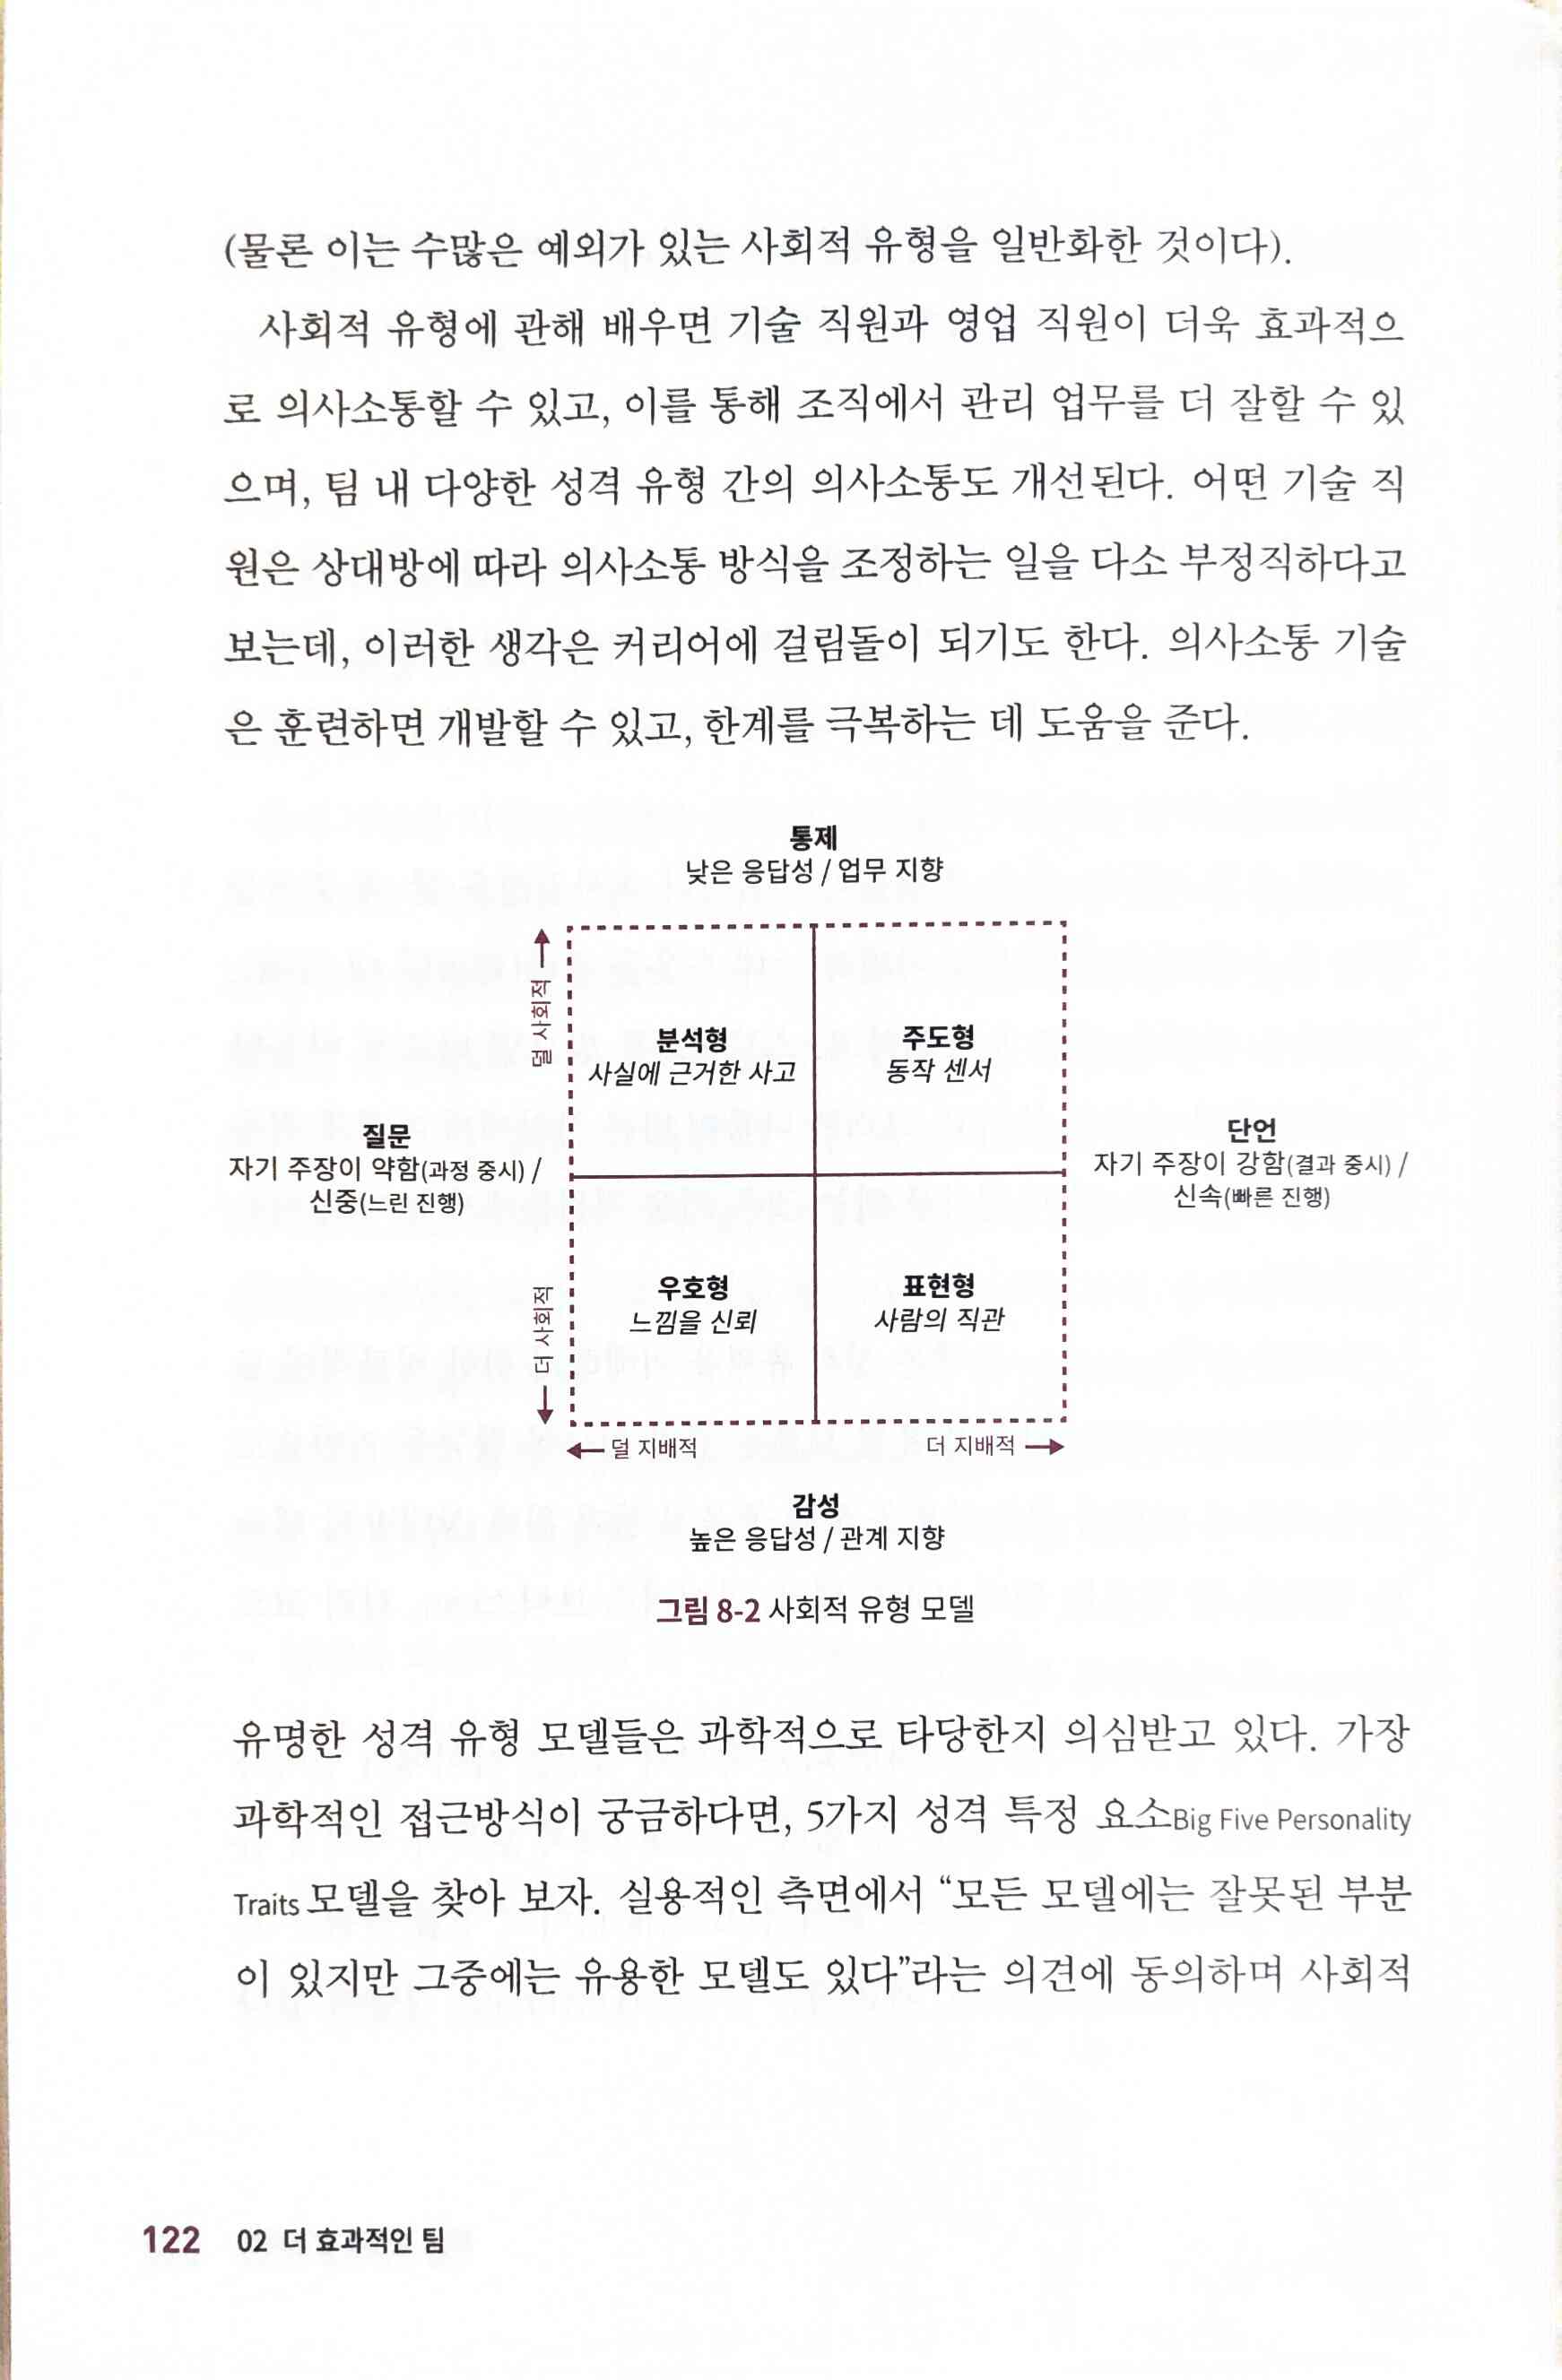 (물론 이는 수많은 예외가 있는 사회적 유형을 일반화한 것이다).
사회적 유형에 관해 배우면 기술 직원과 영업 직원이 더욱 효과적으
로 의사소통할 수 있고, 이를 통해 조직에서 관리 업무를 더 잘할 수 있
으며, 팀 내 다양한 성격 유형 간의 의사소통도 개선된다. 어떤 기술 직
원은 상대방에 따라 의사소통 방식을 조정하는 일을 다소 부정직하다고
보는데, 이러한 생각은 커리어에 걸림돌이 되기도 한다. 의사소통 기술
은 훈련하면 개발할 수 있고, 한계를 극복하는 데 도움을 준다.
통제
낮은 응답성 / 업무 지향
덜 사회적
분석형
사실에 근거한 사고
주도형
동작 센서
질문
자기 주장이 약함(과정 중시) /
신중(느린 진행)
단언
자기 주장이 강함(결과 중시) /
신속(빠른 진행)
더 사회적
우호형
느낌을 신뢰
표현형
사람의 직관
덜 지배적
더 지배적
감성
높은 응답성 / 관계 지향
그림 8-2 사회적 유형 모델
유명한 성격 유형 모델들은 과학적으로 타당한지 의심받고 있다. 가장
과학적인 접근방식이 궁금하다면, 5가지 성격 특정 요소Big Five Personality
Traits 모델을 찾아 보자. 실용적인 측면에서 “모든 모델에는 잘못된 부분
이 있지만 그중에는 유용한 모델도 있다”라는 의견에 동의하며 사회적
122 02 더 효과적인 팀